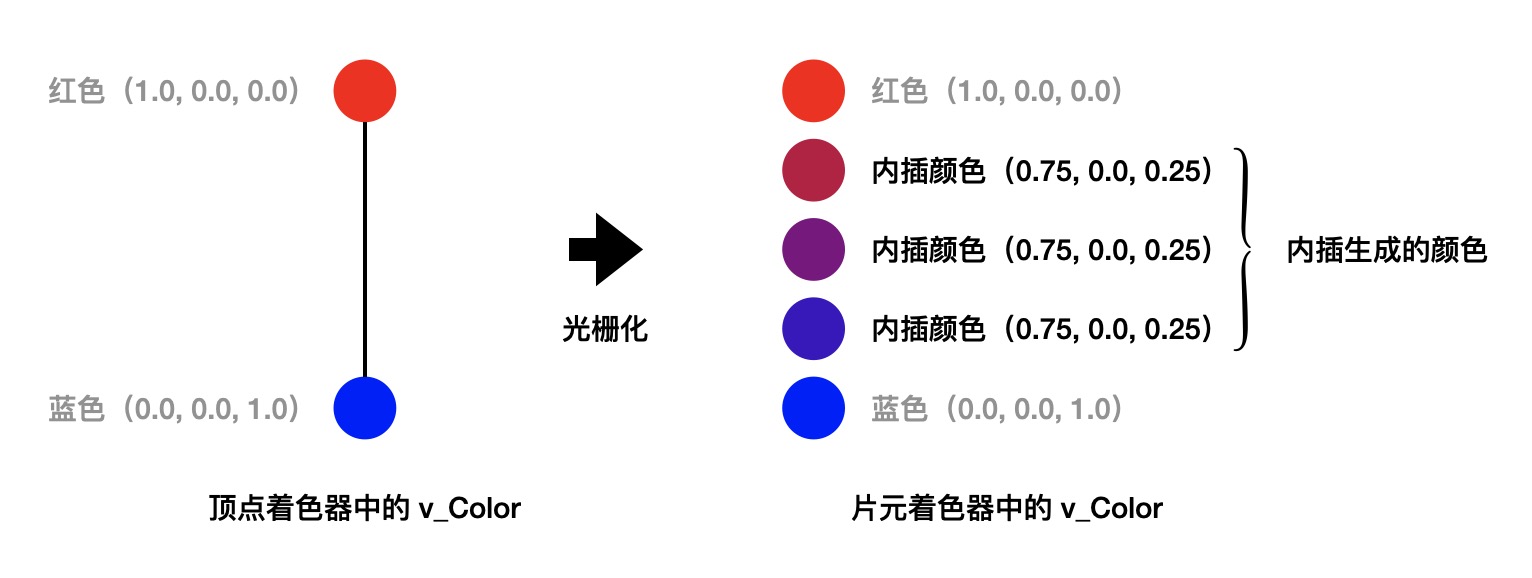 红色（1.0, 0.0, 0.0）
蓝色（0.0, 0.0, 1.0）
顶点着色器中的 v_Color
光栅化
红色（1.0, 0.0, 0.0）
内插颜色（0.75, 0.0, 0.25）
内插颜色（0.75, 0.0, 0.25）
内插颜色（0.75, 0.0, 0.25）
蓝色（0.0, 0.0, 1.0）
内插生成的颜色
片元着色器中的 v_Color